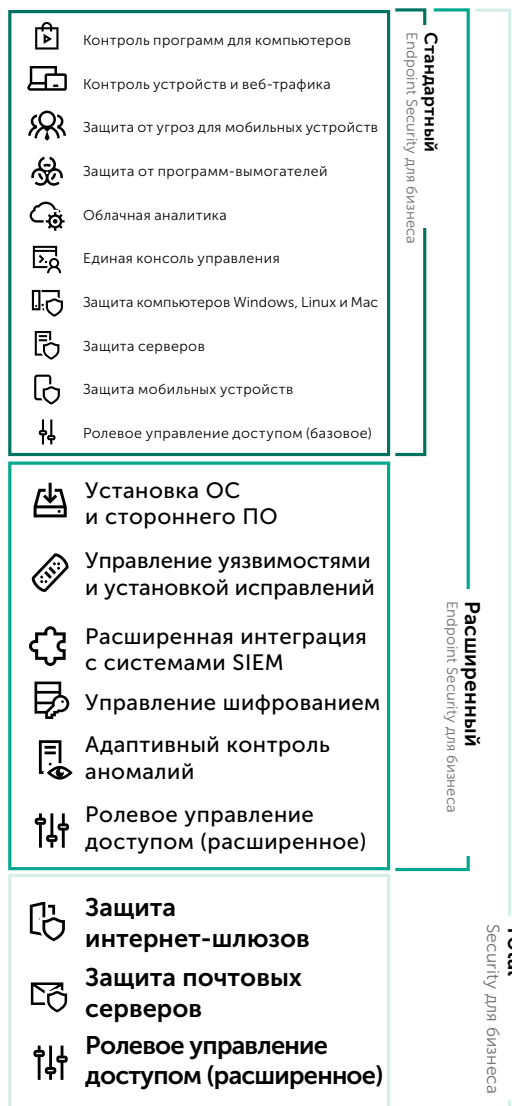 Контроль программ для компьютеров
Контроль устройств и веб-трафика
Защита от угроз для мобильных устройств
Защита от программ-вымогателей
Облачная аналитика
Единая консоль управления
Защита компьютеров Windows, Linux и Mac
Защита серверов
Защита мобильных устройств
Ролевое управление доступом (базовое)
Стандартный
Endpoint Security для бизнеса
Установка ОС
и стороннего ПО
Управление уязвимостями
и установкой исправлений
Расширенная интеграция
с системами SIEM
Управление шифрованием
Адаптивный контроль
аномалий
Ролевое управление
доступом (расширенное)
Расширенный
Endpoint Security для бизнеса
Защита
интернет-шлюзов
Защита почтовых
серверов
Ролевое управление
доступом (расширенное)
Total
Security для бизнеса